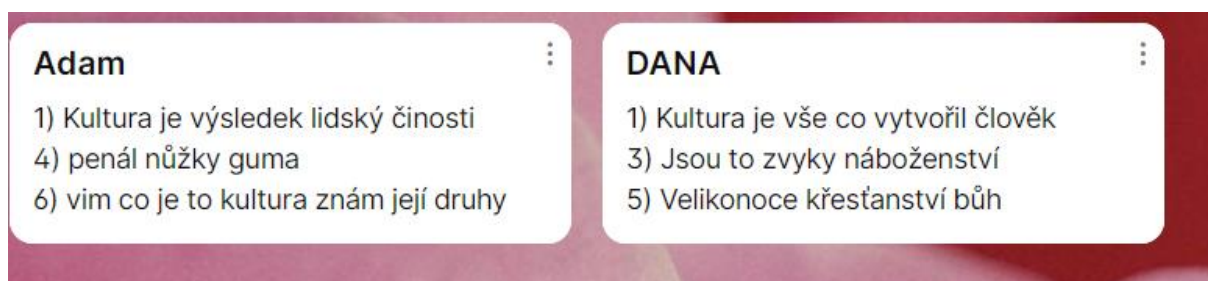 Adam
1) Kultura je výsledek lidský činosti
4) penál nůžky guma
6) vim co je to kultura znám její druhy
DANA
1) Kultura je vše co vytvořil člověk
3) Jsou to zvyky náboženství
5) Velikonoce křesťanství bůh